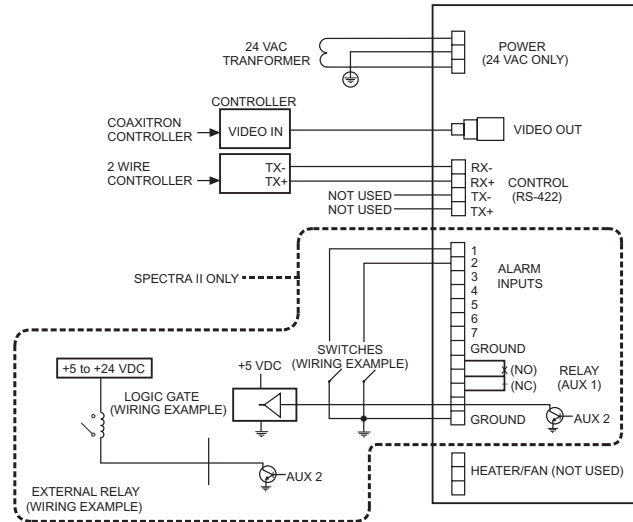 24 VAC
TRANFORMER
POWER
(24 VAC ONLY)
CONTROLLER
COAXITRON
CONTROLLER
VIDEO IN
VIDEO OUT
2 WIRE
CONTROLLER
TX-
TX+
NOT USED
NOT USED
RX-
RX+
TX-
TX+
CONTROL
(RS-422)
SPECTRA II ONLY
1
2
3
4
5
6
7
ALARM
INPUTS
GROUND
(NO)
(NC)
RELAY
(AUX 1)
GROUND
AUX 2
SWITCHES
(WIRING EXAMPLE)
+5 VDC
LOGIC GATE
(WIRING EXAMPLE)
+5 to +24 VDC
AUX 2
EXTERNAL RELAY
(WIRING EXAMPLE)
HEATER/FAN (NOT USED)